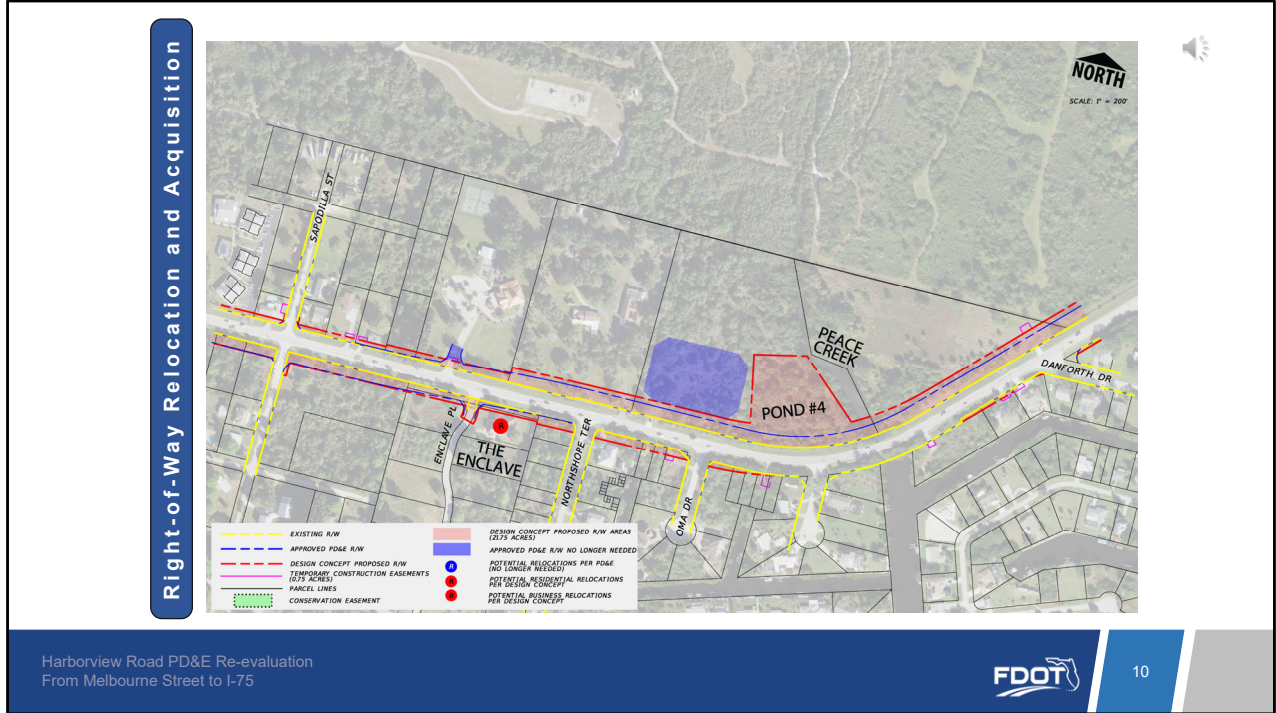 Right-of-Way Relocation and Acquisition
NORTH
SCALE: 1" = 200'
SAPODILLA ST
PEACE
CREEK
DANFORTH DR
POND #4
ENCLAVE PL
R
THE
ENCLAVE
NORTHSHORE TER
OMA DR
EXISTING R/W
APPROVED PD&E R/W
DESIGN CONCEPT PROPOSED R/W
TEMPORARY CONSTRUCTION EASEMENTS
(0.75 ACRES)
PARCEL LINES
CONSERVATION EASEMENT
DESIGN CONCEPT PROPOSED R/W AREAS
(21.75 ACRES)
APPROVED PD&E R/W NO LONGER NEEDED
R
POTENTIAL RELOCATIONS PER PD&E
(NO LONGER NEEDED)
R
POTENTIAL RESIDENTIAL RELOCATIONS
PER DESIGN CONCEPT
B
POTENTIAL BUSINESS RELOCATIONS
PER DESIGN CONCEPT
Harborview Road PD&E Re-evaluation
From Melbourne Street to I-75
FDOT
10